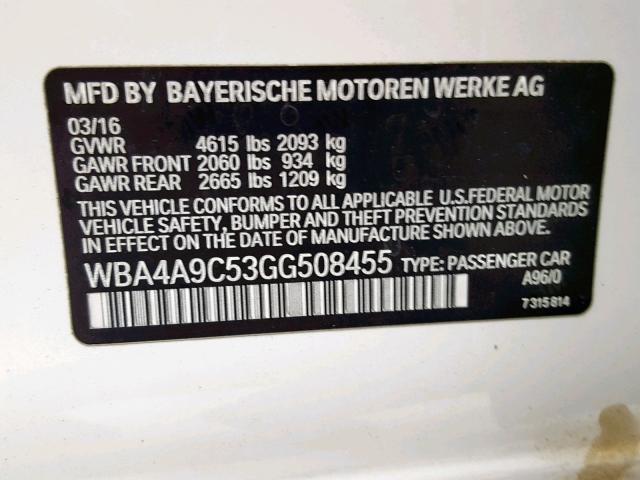 MFD BY BAYERISCHE MOTOREN WERKE AG
03/16
GVWR 4615 lbs 2093 kg
GAWR FRONT 2060 lbs 934 kg
GAWR REAR 2665 lbs 1209 kg
THIS VEHICLE CONFORMS TO ALL APPLICABLE U.S.FEDERAL MOTOR
VEHICLE SAFETY, BUMPER AND THEFT PREVENTION STANDARDS
IN EFFECT ON THE DATE OF MANUFACTURE SHOWN ABOVE.
WBA4A9C53GG508455 TYPE: PASSENGER CAR
A96/0
7315814